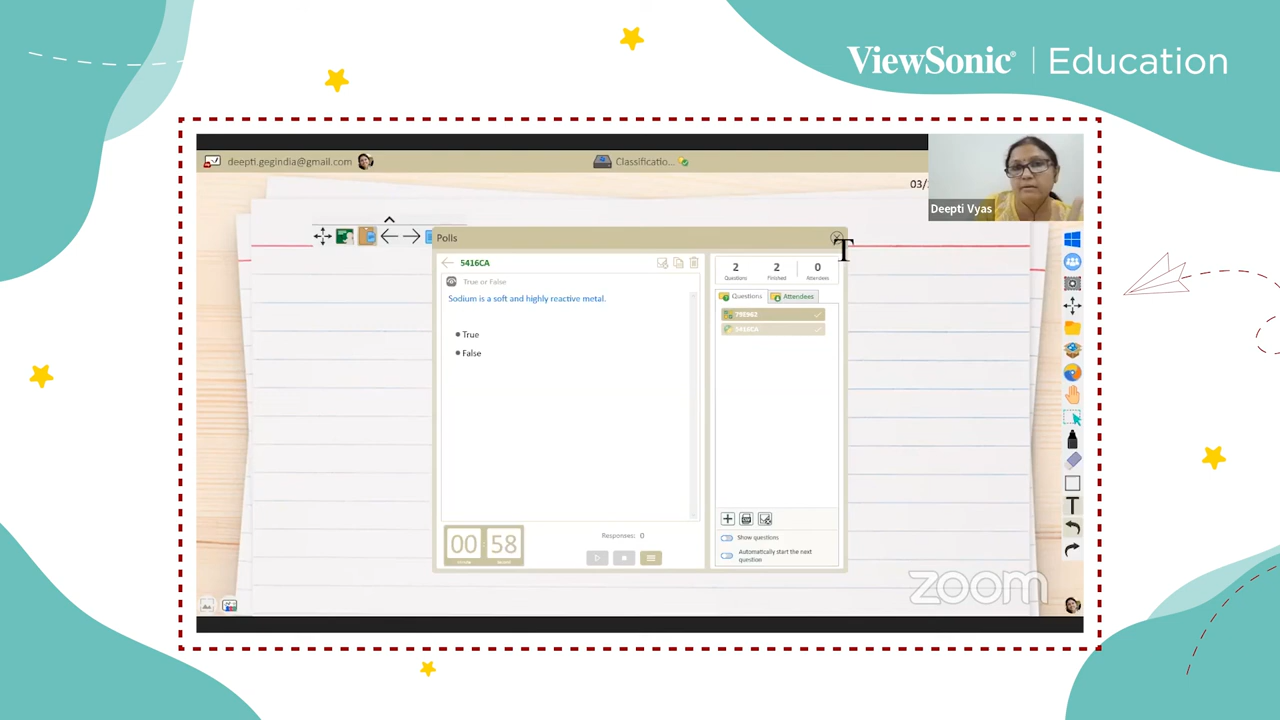 ViewSonic® | Education
deepti.gegindia@gmail.com
Classificatio...
03/
Deepti Vyas
Polls
5416CA
True or False
Sodium is a soft and highly reactive metal.
True
False
2 2 0
Questions Finished Attendees
Questions Attendees
5416CA
00 58
Responses: 0
Show questions
Automatically start the next
question
T
T
zoom